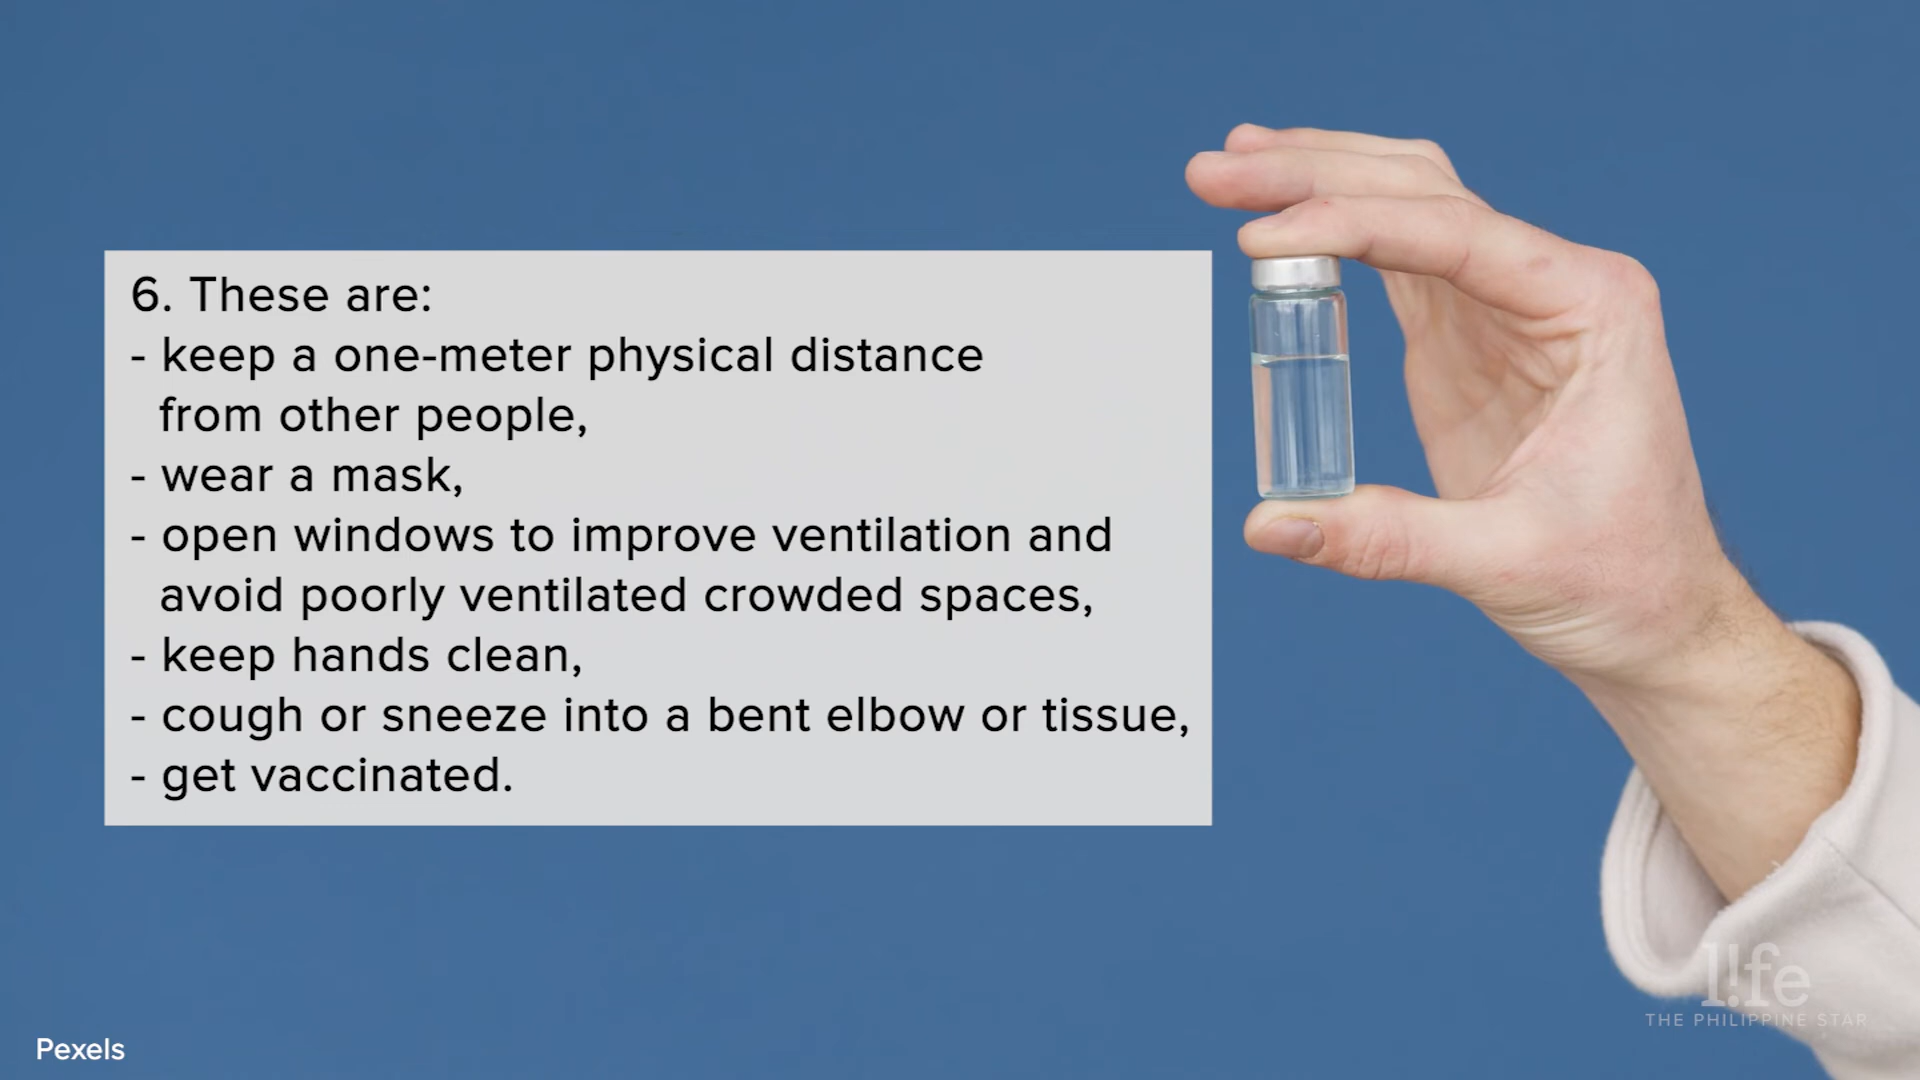 6. These are:
- keep a one-meter physical distance
from other people,
- wear a mask,
- open windows to improve ventilation and
avoid poorly ventilated crowded spaces,
- keep hands clean,
- cough or sneeze into a bent elbow or tissue,
- get vaccinated.
l!fe
THE PHILIPPINE STAR
Pexels